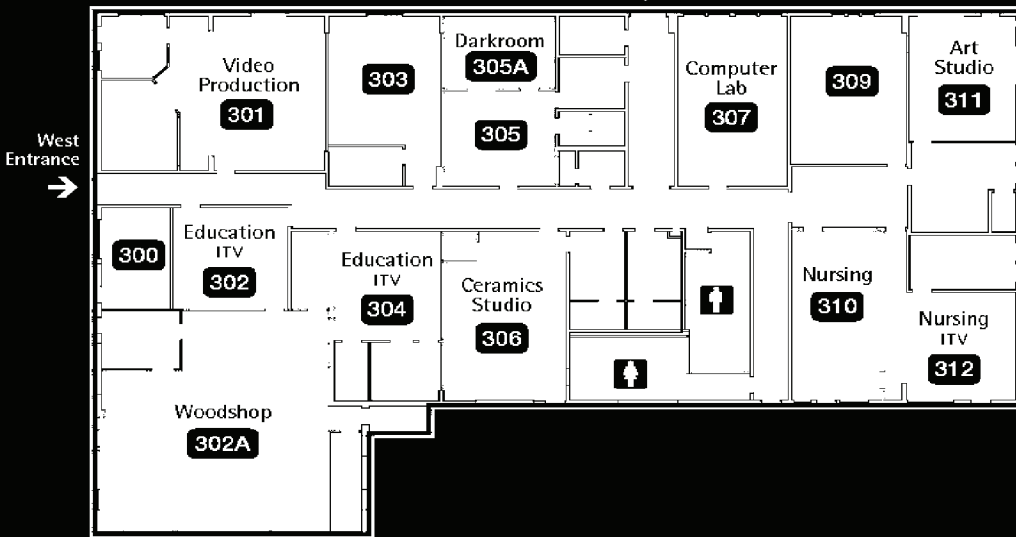 Video
Production
301
303
Darkroom
305A
305
Computer
Lab
307
309
Art
Studio
311
West
Entrance
300
Education
ITV
302
Education
ITV
304
Ceramics
Studio
306
Nursing
310
Nursing
ITV
312
Woodshop
302A